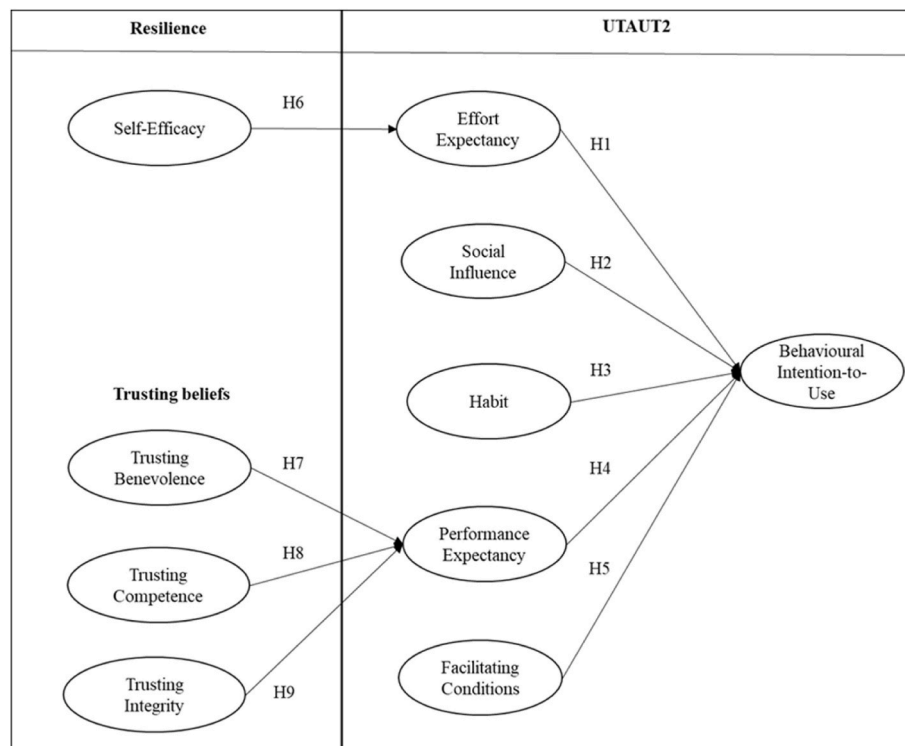 Resilience
UTAUT2
Self-Efficacy
H6
Effort
Expectancy
H1
Social
Influence
H2
Behavioural
Intention-to-
Use
Habit
H3
Trusting beliefs
Trusting
Benevolence
H7
H4
Performance
Expectancy
Trusting
Competence
H8
H5
Trusting
Integrity
H9
Facilitating
Conditions